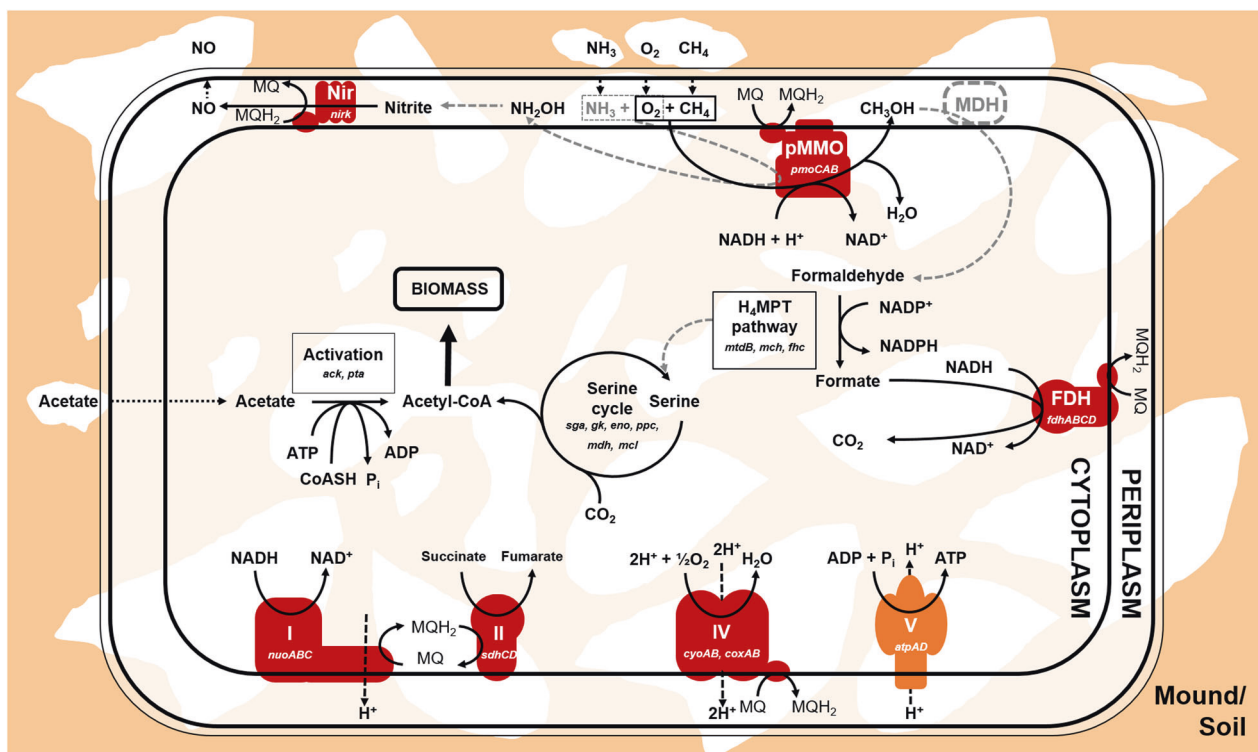 NO
NH₃
O₂
CH₄
MQ
Nir
nirk
NO
MQH₂
Nitrite
NH₂OH
NH₃ +
O₂
+ CH₄
MQ
MQH₂
CH₃OH
MDH
pMMO
pmoCAB
H₂O
NADH + H⁺
NAD⁺
Formaldehyde
BIOMASS
H₄MPT
pathway
mtdB, mch, fhc
NADP⁺
NADPH
Activation
ack, pta
Formate
NADH
MQH₂
MQ
Acetate
Acetate
Acetyl-CoA
Serine
cycle
sga, gk, eno, ppc,
mdh, mcl
Serine
FDH
fdhABCD
CO₂
NAD⁺
ATP
ADP
CoASH
Pᵢ
CO₂
CYTOPLASM
PERIPLASM
NADH
NAD⁺
Succinate
Fumarate
2H⁺ + ½O₂
2H⁺
H₂O
ADP + Pᵢ
H⁺
ATP
I
nuoABC
MQH₂
MQ
II
sdhCD
IV
cyoAB, coxAB
V
atpAD
H⁺
2H⁺
MQ
MQH₂
H⁺
Mound/
Soil